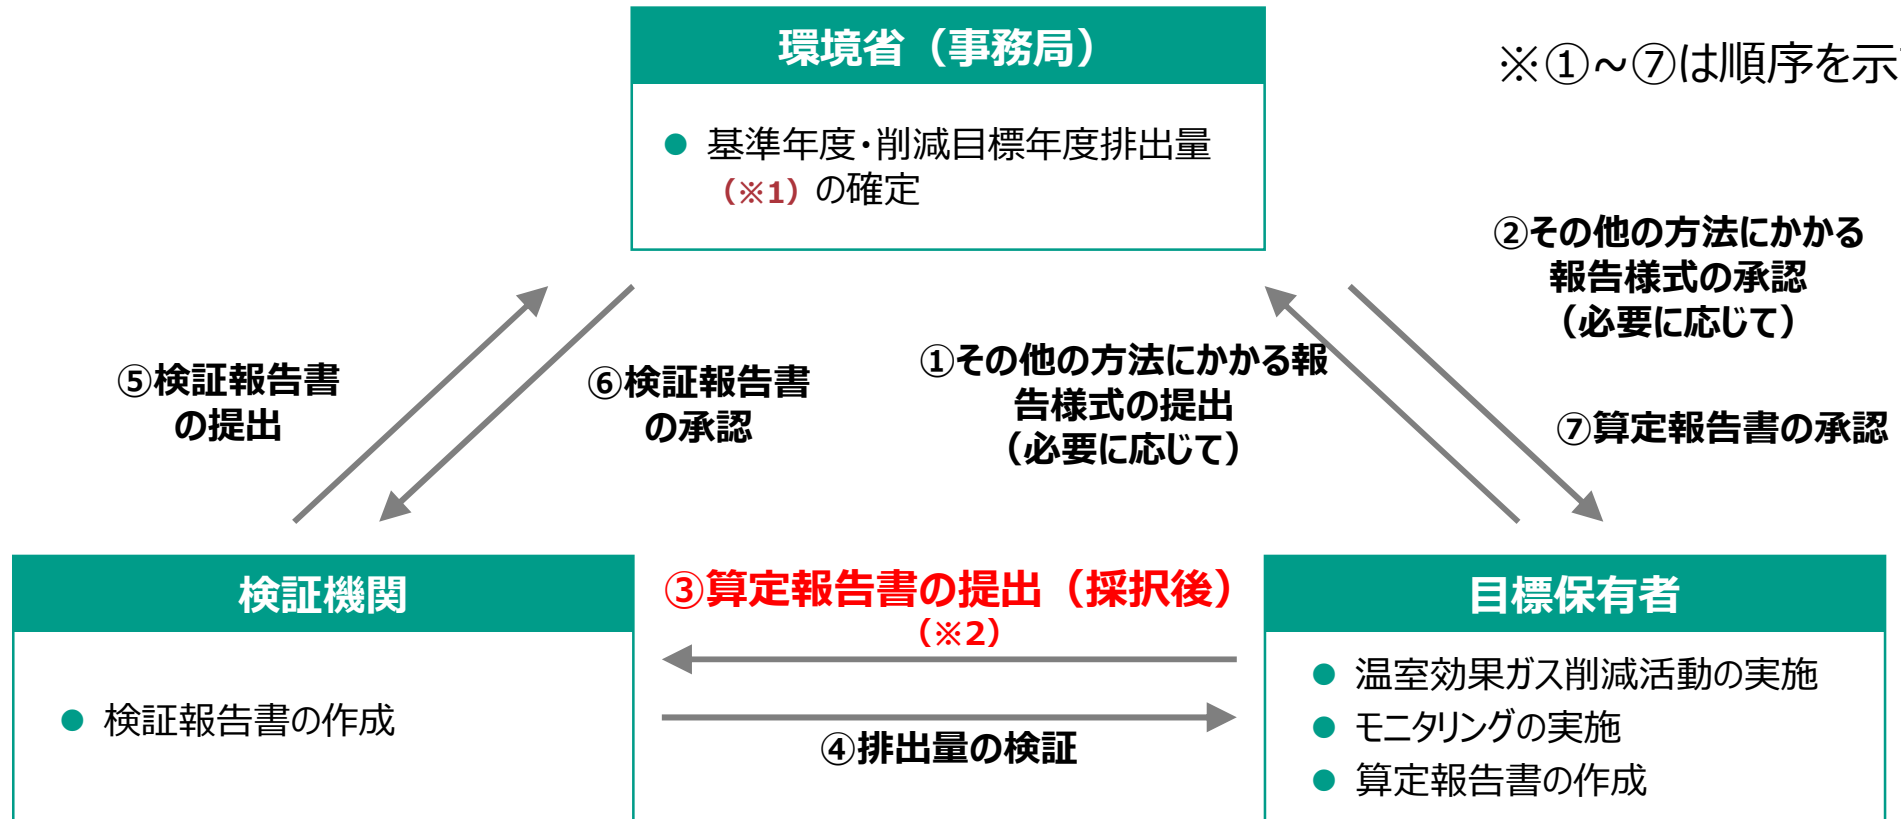 環境省（事務局）
※①～⑦は順序を示
● 基準年度・削減目標年度排出量
（※1）の確定
②その他の方法にかかる
報告様式の承認
（必要に応じて）
①その他の方法にかかる報
告様式の提出
（必要に応じて）
⑤検証報告書
の提出
⑥検証報告書
の承認
⑦算定報告書の承認
検証機関
● 検証報告書の作成
③算定報告書の提出（採択後）
（※2）
④排出量の検証
目標保有者
● 温室効果ガス削減活動の実施
● モニタリングの実施
● 算定報告書の作成